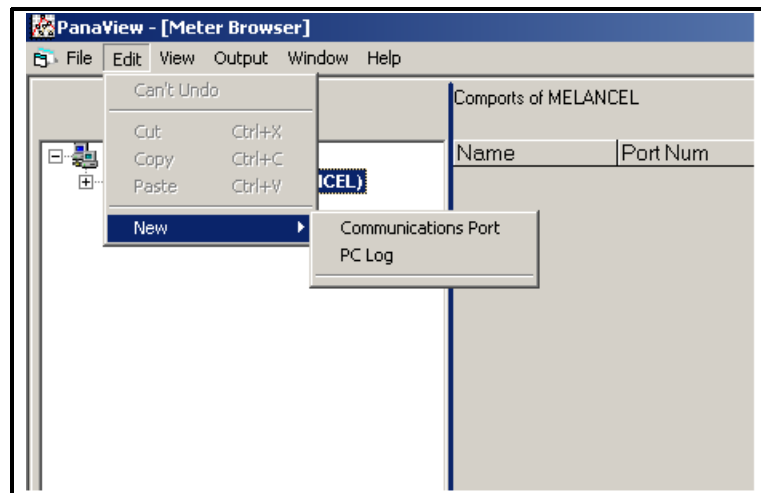 PanaView - [Meter Browser]
File Edit View Output Window Help
Can't Undo
Cut Ctrl+X
Copy Ctrl+C
Paste Ctrl+V
New
Communications Port
PC Log
ICEL)
Comports of MELANCEL
Name Port Num